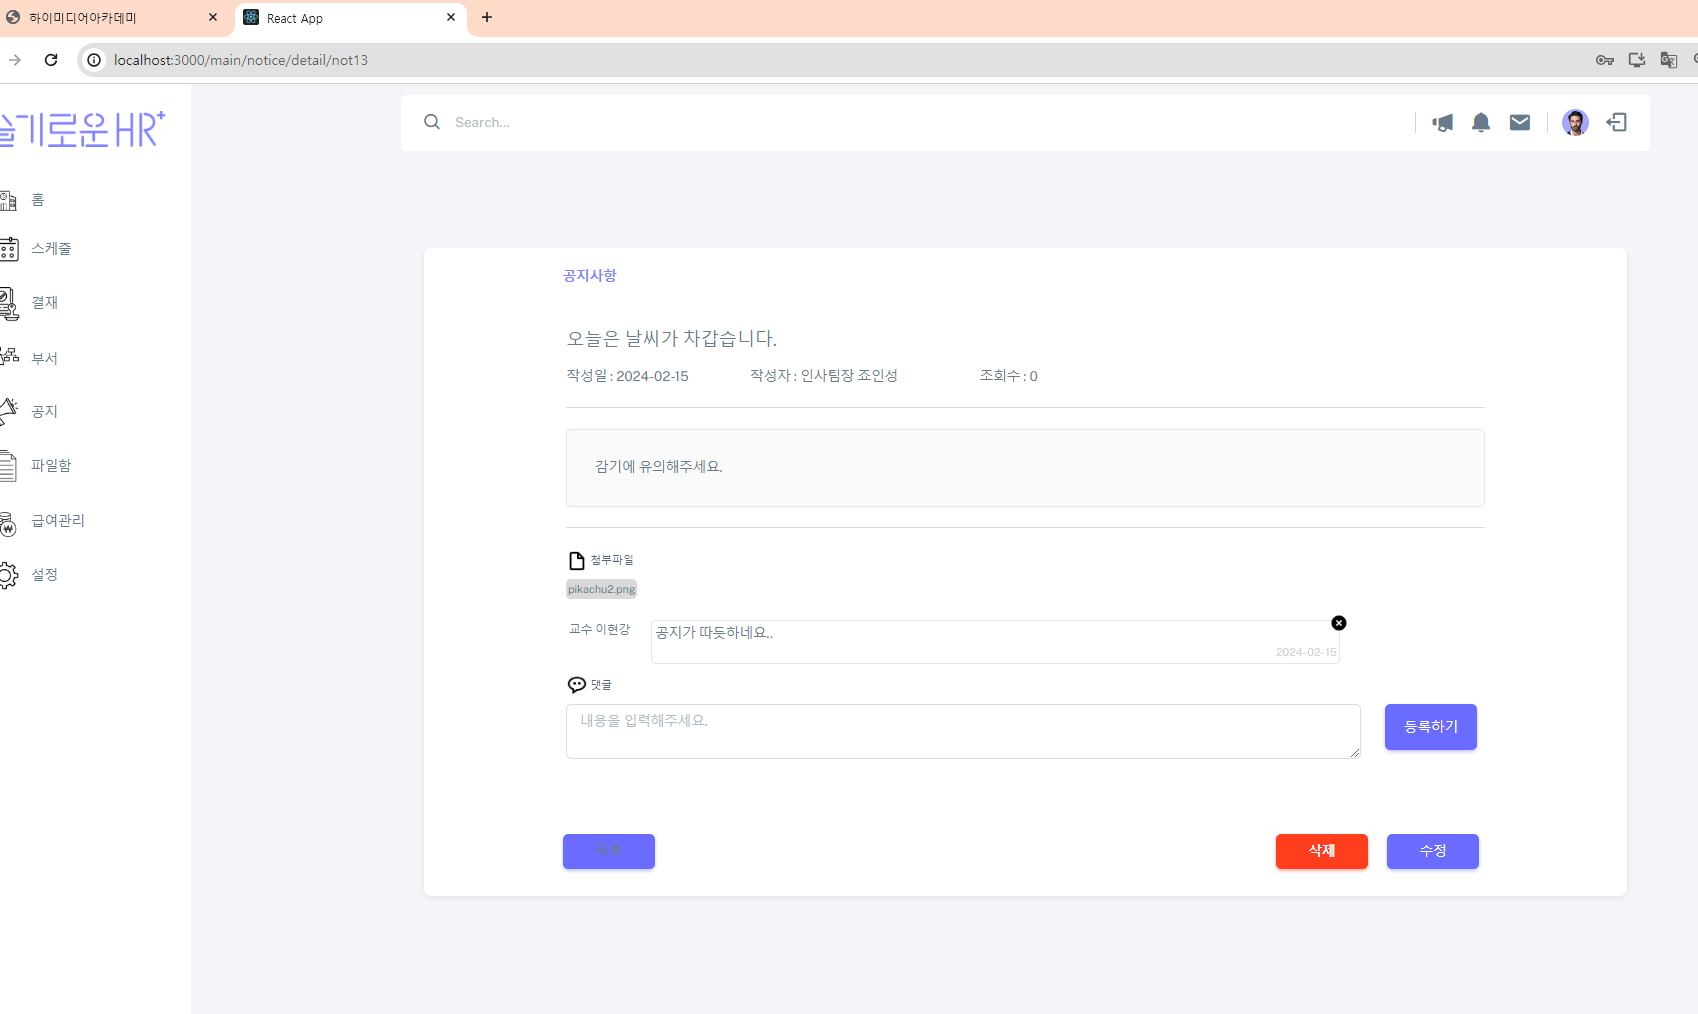 하이미디어아카데미
React App
localhost:3000/main/notice/detail/not13
슬기로운 HR+
Search...
홈
스케줄
결재
부서
공지
파일함
급여관리
설정
공지사항
오늘은 날씨가 차갑습니다.
작성일 : 2024-02-15 작성자 : 인사팀장 죠인성 조회수 : 0
감기에 유의해주세요.
첨부파일
pikachu2.png
교수 이현강 공지가 따듯하네요..
2024-02-15
댓글
내용을 입력해주세요.
등록하기
삭제
수정